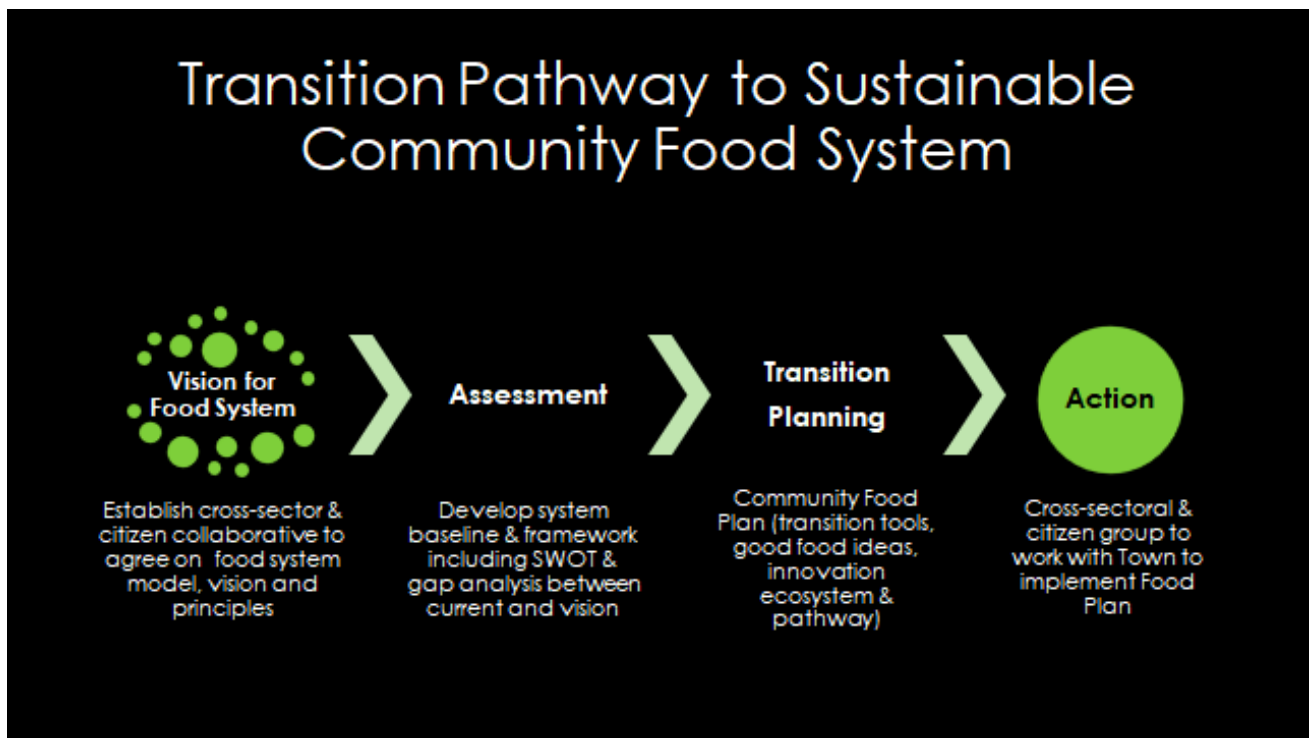 Transition Pathway to Sustainable
Community Food System
Vision for
Food System
Establish cross-sector &
citizen collaborative to
agree on food system
model, vision and
principles
Assessment
Develop system
baseline & framework
including SWOT &
gap analysis between
current and vision
Transition
Planning
Community Food
Plan (transition tools,
good food ideas,
innovation
ecosystem &
pathway)
Action
Cross-sectoral &
citizen group to
work with Town to
implement Food
Plan